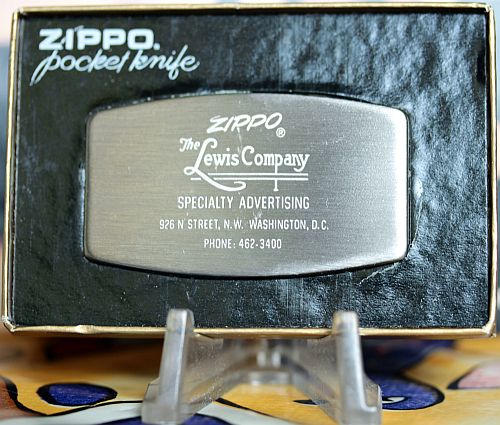 ZIPPO.
pocket knife
ZIPPO®
The Lewis Company
SPECIALTY ADVERTISING
926 N STREET, N.W. WASHINGTON, D.C.
PHONE: 462-3400